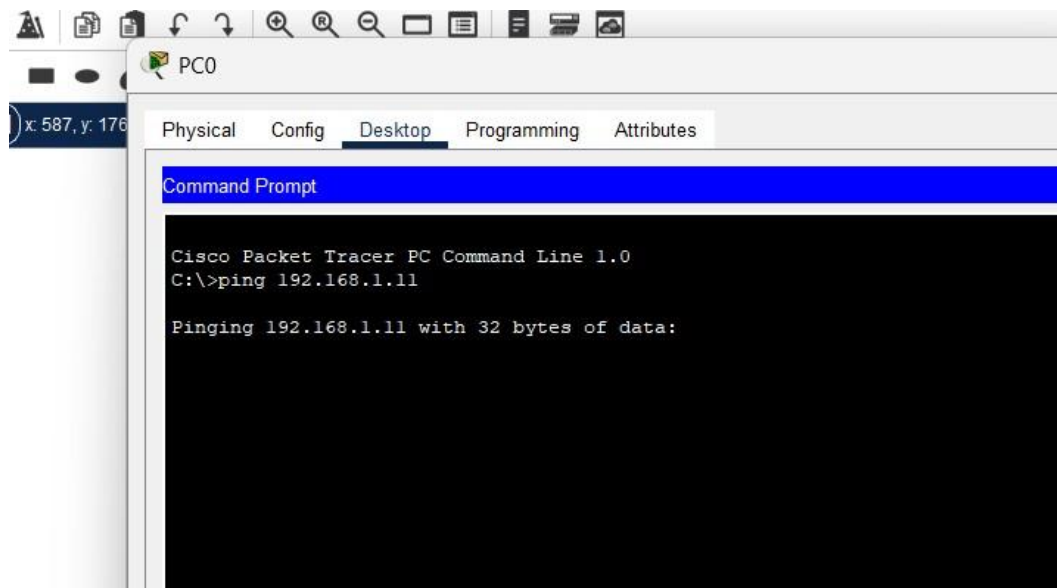 PC0
x: 587, y: 176
Physical Config Desktop Programming Attributes
Command Prompt
Cisco Packet Tracer PC Command Line 1.0
C:\>ping 192.168.1.11
Pinging 192.168.1.11 with 32 bytes of data: